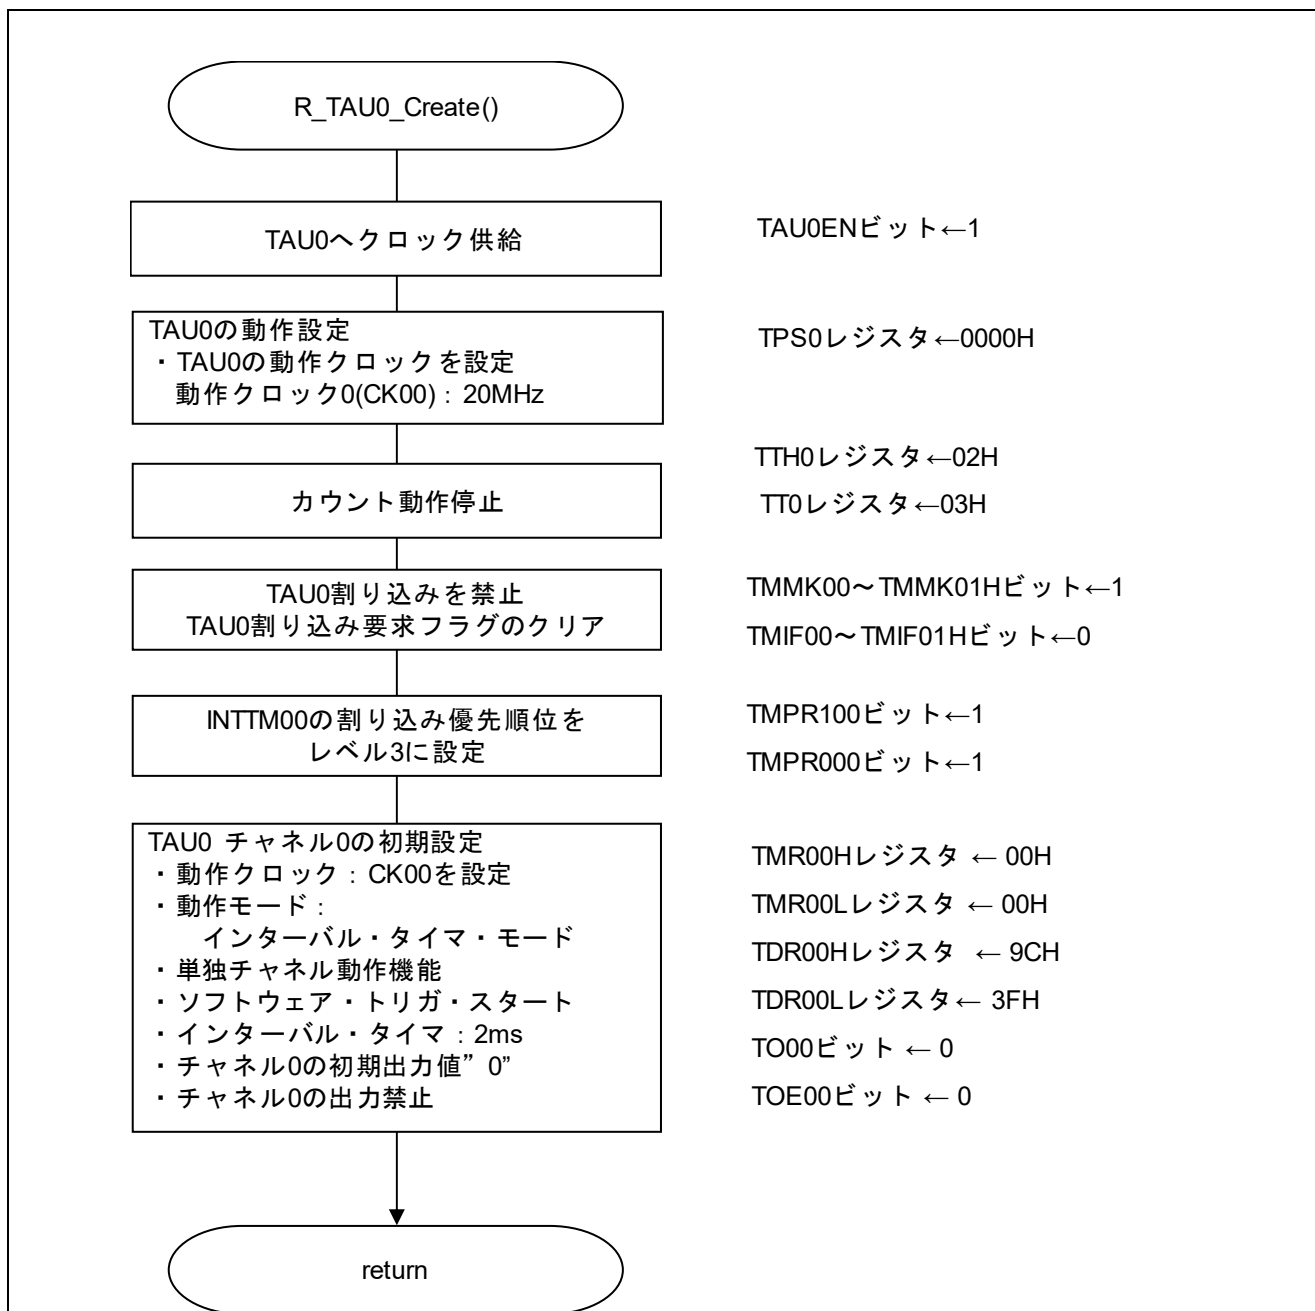 R_TAU0_Create()
TAU0へクロック供給
TAU0ENビット←1
TAU0の動作設定
・TAU0の動作クロックを設定
動作クロック0(CK00)：20MHz
TPS0レジスタ←0000H
カウント動作停止
TTH0レジスタ←02H
TT0レジスタ←03H
TAU0割り込みを禁止
TAU0割り込み要求フラグのクリア
TMMK00～TMMK01Hビット←1
TMIF00～TMIF01Hビット←0
INTTM00の割り込み優先順位を
レベル3に設定
TMPR100ビット←1
TMPR000ビット←1
TAU0 チャネル0の初期設定
・動作クロック：CK00を設定
・動作モード：
インターバル・タイマ・モード
・単独チャネル動作機能
・ソフトウェア・トリガ・スタート
・インターバル・タイマ：2ms
・チャネル0の初期出力値”0”
・チャネル0の出力禁止
TMR00Hレジスタ ← 00H
TMR00Lレジスタ ← 00H
TDR00Hレジスタ ← 9CH
TDR00Lレジスタ← 3FH
TO00ビット ← 0
TOE00ビット ← 0
return